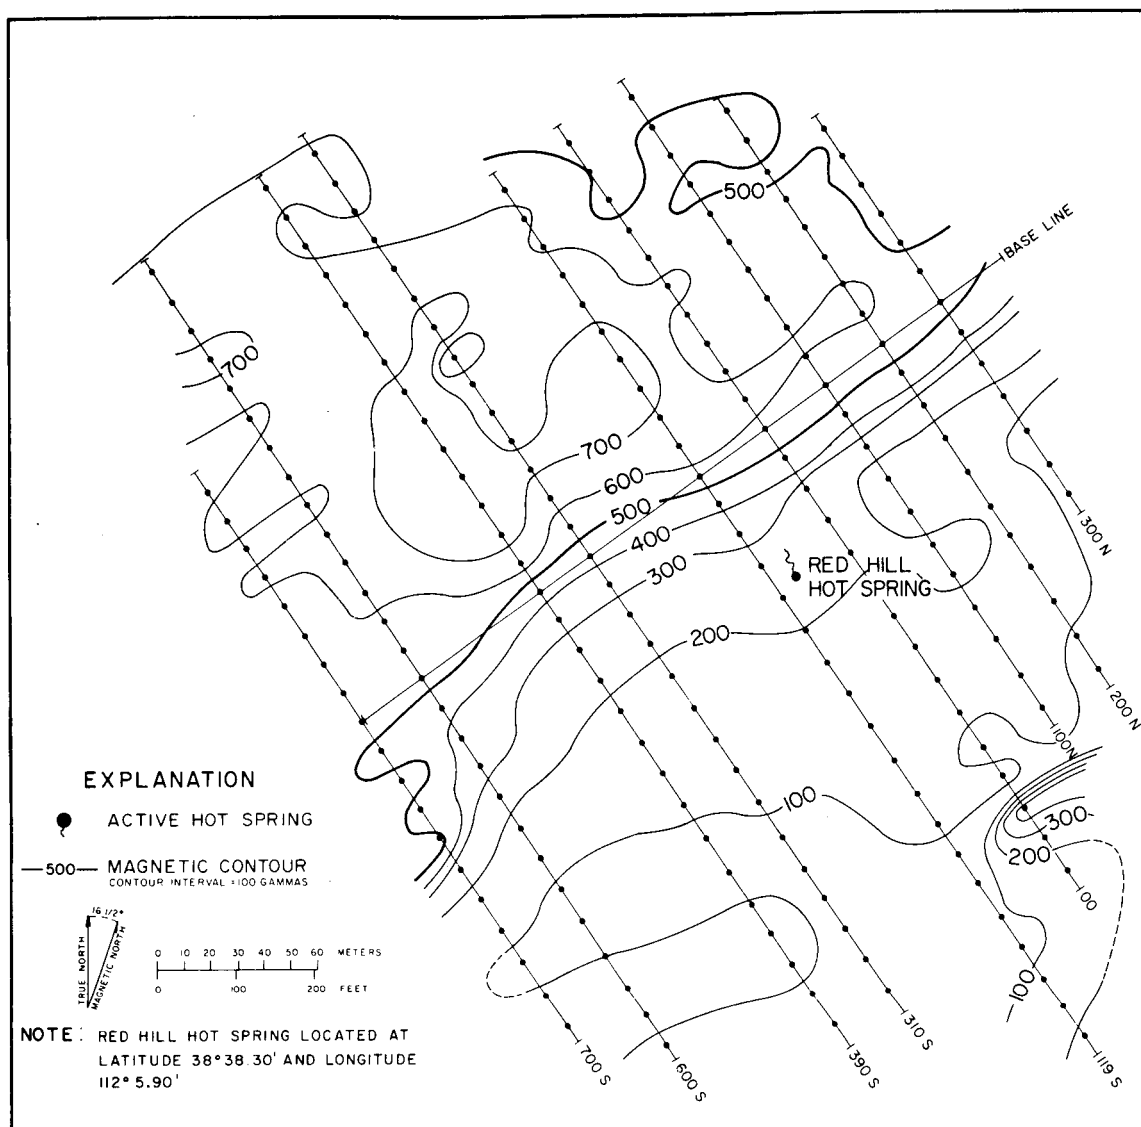 500
BASE LINE
700
700
600
500
400
300
300 N
RED HILL
HOT SPRING
200
200 N
100 N
100
300
200
00
100
310 S
390 S
119 S
700 S
600 S
EXPLANATION
ACTIVE HOT SPRING
500 MAGNETIC CONTOUR
CONTOUR INTERVAL = 100 GAMMAS
16 1/2°
TRUE NORTH
MAGNETIC NORTH
0 10 20 30 40 50 60 METERS
0 100 200 FEET
NOTE: RED HILL HOT SPRING LOCATED AT
LATITUDE 38°38.30' AND LONGITUDE
112° 5.90'